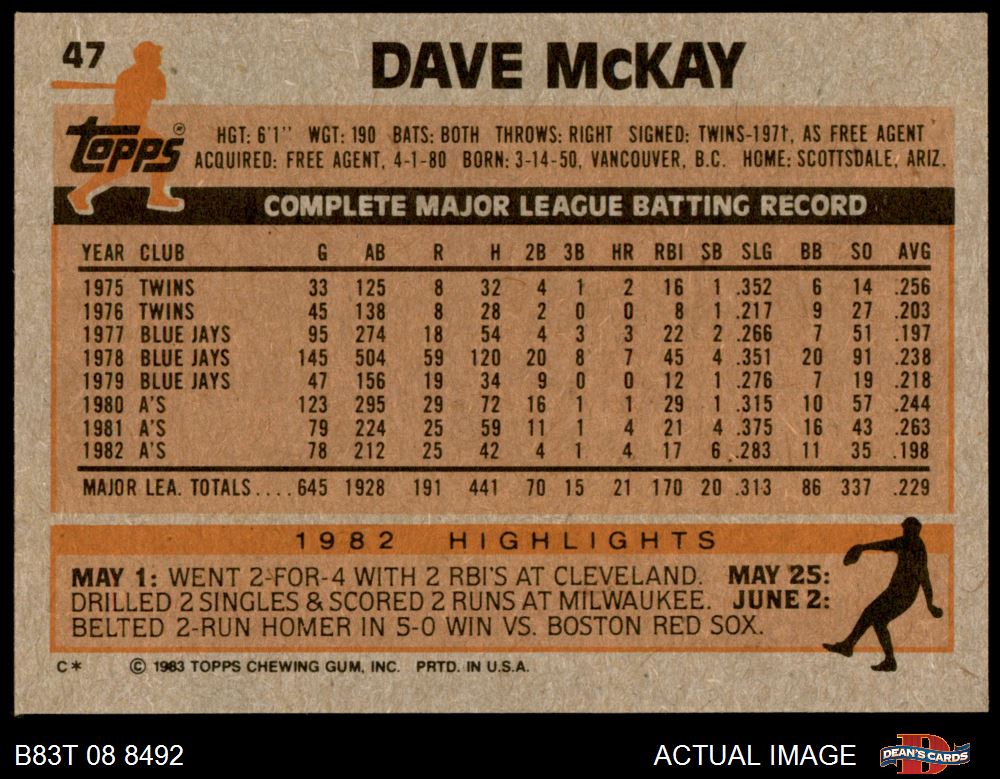 47
DAVE McKAY
topps®
HGT: 6'1" WGT: 190 BATS: BOTH THROWS: RIGHT SIGNED: TWINS-1971, AS FREE AGENT
ACQUIRED: FREE AGENT, 4-1-80 BORN: 3-14-50, VANCOUVER, B.C. HOME: SCOTTSDALE, ARIZ.
COMPLETE MAJOR LEAGUE BATTING RECORD
YEAR CLUB G AB R H 2B 3B HR RBI SB SLG BB SO AVG
1975 TWINS 33 125 8 32 4 1 2 16 1 .352 6 14 .256
1976 TWINS 45 138 8 28 2 0 0 8 1 .217 9 27 .203
1977 BLUE JAYS 95 274 18 54 4 3 3 22 2 .266 7 51 .197
1978 BLUE JAYS 145 504 59 120 20 8 7 45 4 .351 20 91 .238
1979 BLUE JAYS 47 156 19 34 9 0 0 12 1 .276 7 19 .218
1980 A'S 123 295 29 72 16 1 1 29 1 .315 10 57 .244
1981 A'S 79 224 25 59 11 1 4 21 4 .375 16 43 .263
1982 A'S 78 212 25 42 4 1 4 17 6 .283 11 35 .198
MAJOR LEA. TOTALS....645 1928 191 441 70 15 21 170 20 .313 86 337 .229
1982 HIGHLIGHTS
MAY 1: WENT 2-FOR-4 WITH 2 RBI'S AT CLEVELAND. MAY 25:
DRILLED 2 SINGLES & SCORED 2 RUNS AT MILWAUKEE. JUNE 2:
BELTED 2-RUN HOMER IN 5-0 WIN VS. BOSTON RED SOX.
C* © 1983 TOPPS CHEWING GUM, INC. PRTD. IN U.S.A.
B83T 08 8492 ACTUAL IMAGE DEAN'S CARDS